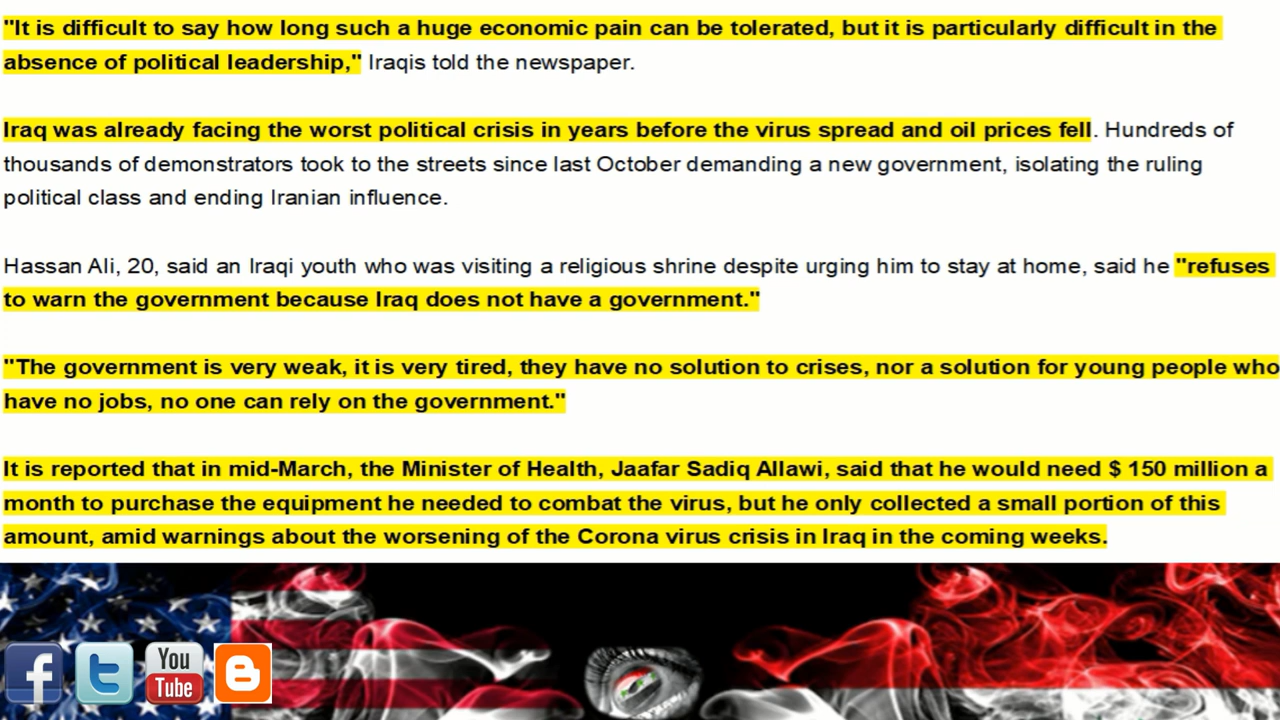 "It is difficult to say how long such a huge economic pain can be tolerated, but it is particularly difficult in the
absence of political leadership," Iraqis told the newspaper.
Iraq was already facing the worst political crisis in years before the virus spread and oil prices fell. Hundreds of
thousands of demonstrators took to the streets since last October demanding a new government, isolating the ruling
political class and ending Iranian influence.
Hassan Ali, 20, said an Iraqi youth who was visiting a religious shrine despite urging him to stay at home, said he "refuses
to warn the government because Iraq does not have a government."
"The government is very weak, it is very tired, they have no solution to crises, nor a solution for young people who
have no jobs, no one can rely on the government."
It is reported that in mid-March, the Minister of Health, Jaafar Sadiq Allawi, said that he would need $ 150 million a
month to purchase the equipment he needed to combat the virus, but he only collected a small portion of this
amount, amid warnings about the worsening of the Corona virus crisis in Iraq in the coming weeks.
f t You B
Tube